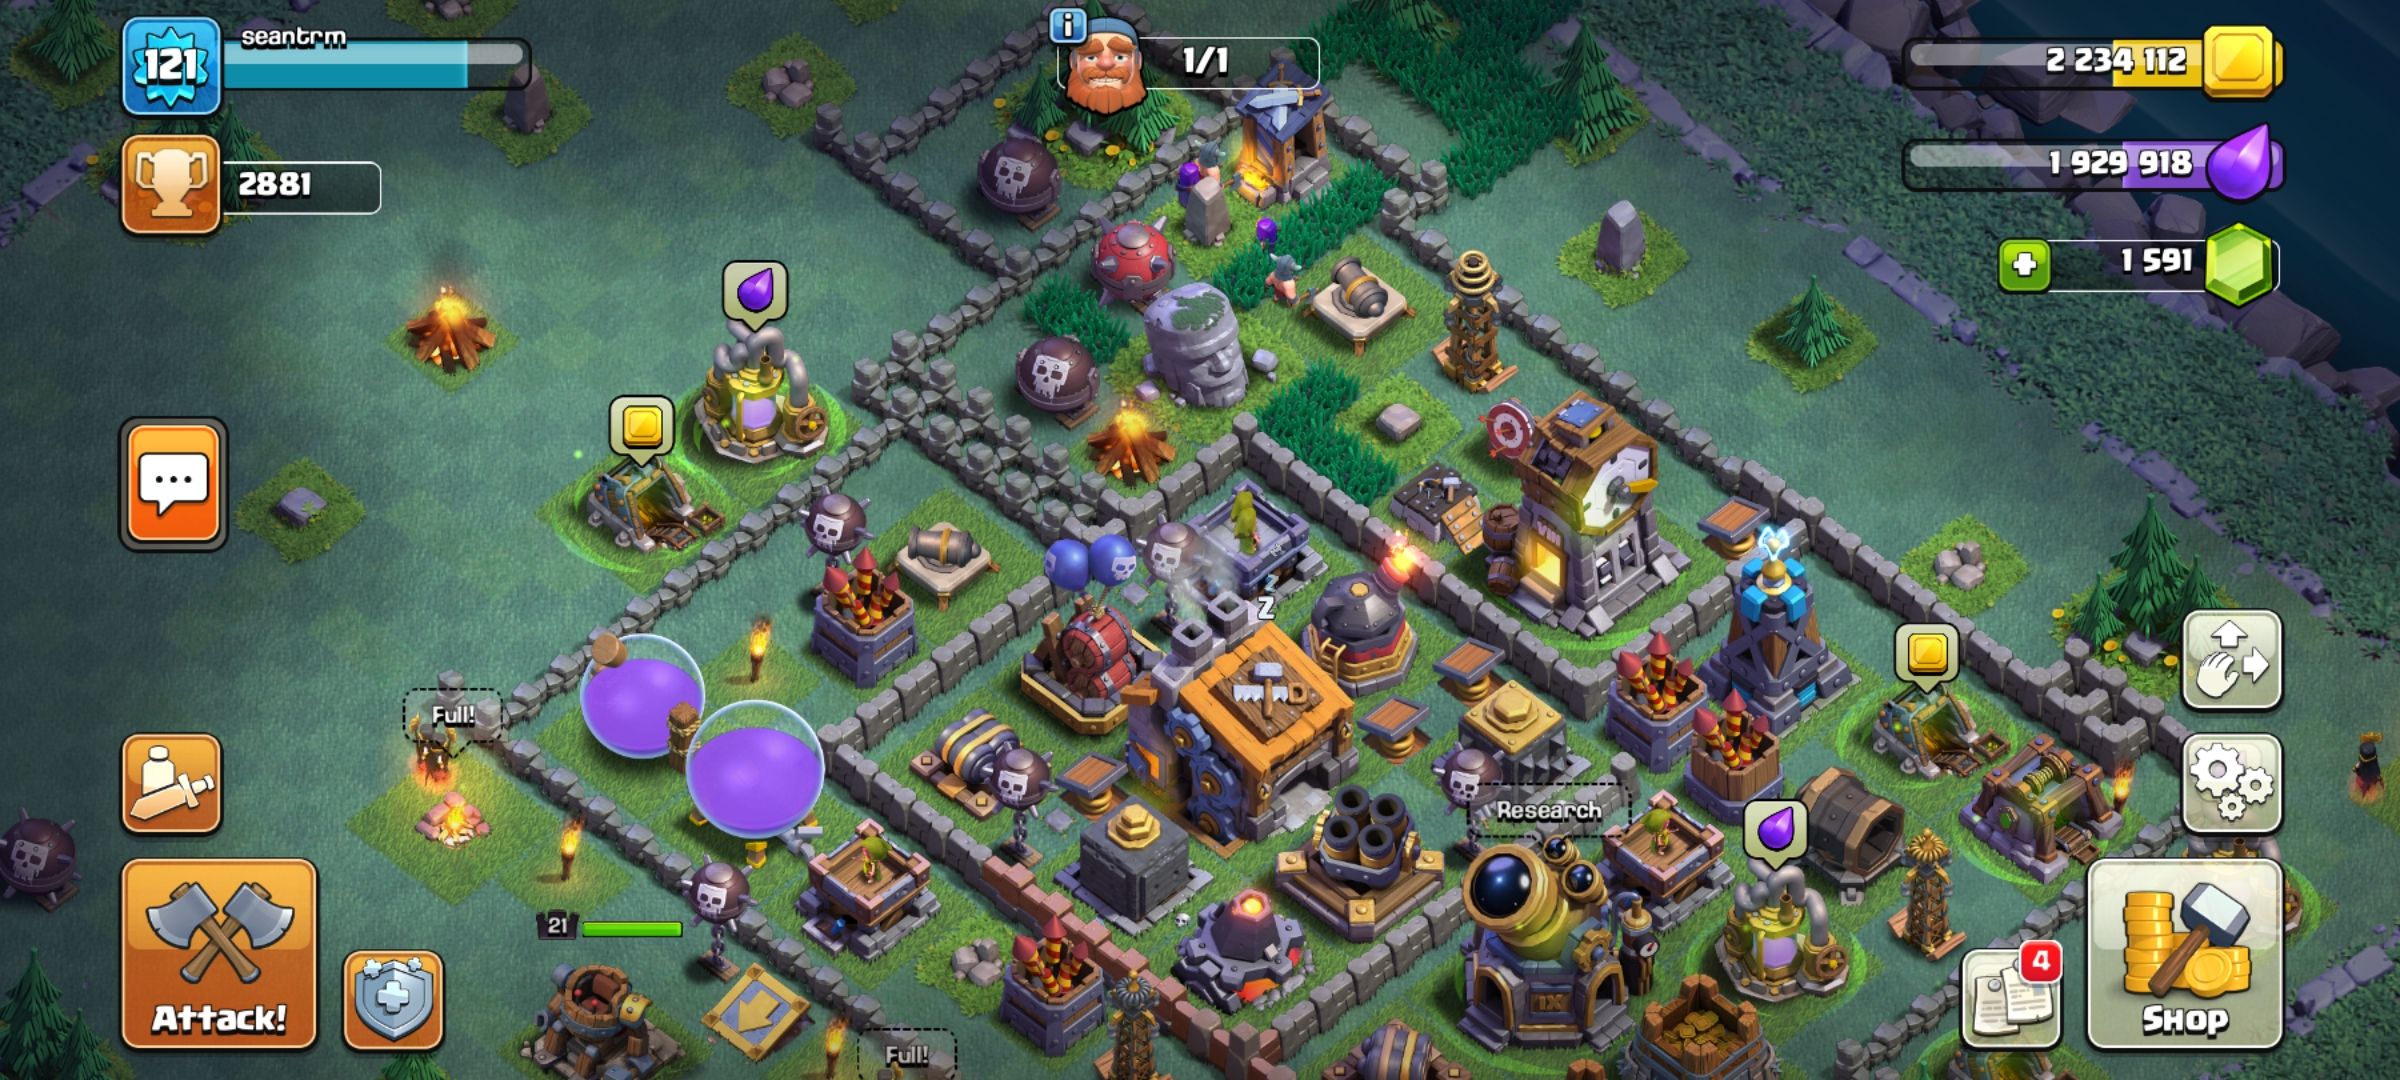 121
seantrm
1/1
2 234 112
2881
1 929 918
1 591
Z
Full!
Research
21
4
Attack!
Shop
IX
Full!